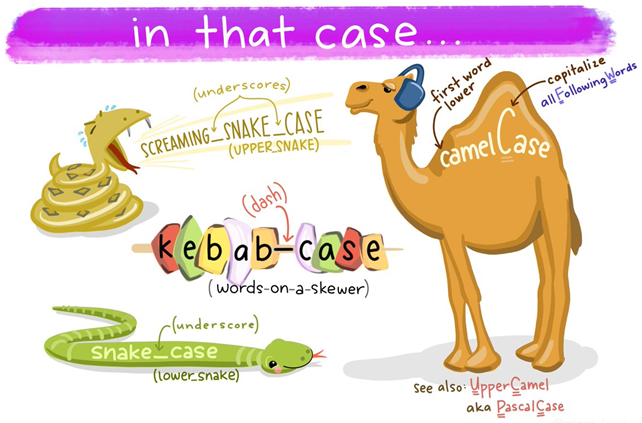 in that case...
(underscores)
SCREAMING_SNAKE_CASE
(UPPER_SNAKE)
first word
lower
capitalize
allFollowingWords
camelCase
(dash)
kebab-case
(words-on-a-skewer)
(underscore)
snake_case
(lower_snake)
see also: UpperCamel
aka PascalCase